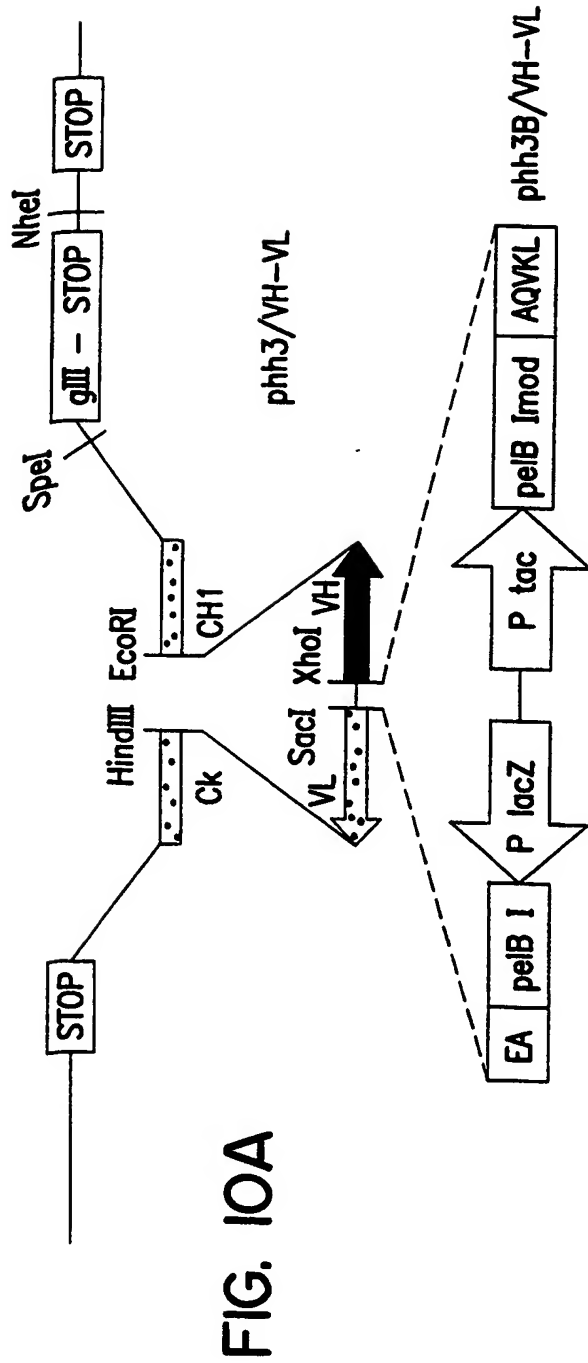 FIG. 10A
STOP
gIII – STOP
NheI
STOP
SpeI
HindIII
EcoRI
Ck
CH1
phh3/VH-VL
SacI
XhoI
VL
VH
EA
pelB I
P lacZ
P tac
pelB Imod
AQVKL
phh3B/VH-VL